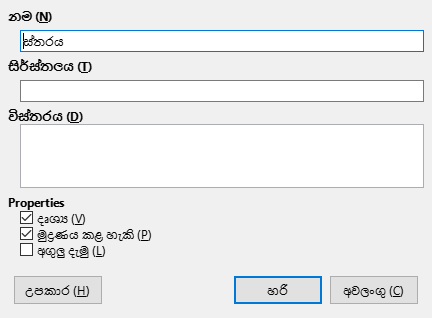 නම (N)
ස්තරය
සිර්ස්තලය (T)
විස්තරය (D)
Properties
දෘශ්‍ය (V)
මුද්‍රණය කළ හැකි (P)
අගුලු දැමු (L)
උපකාර (H)
හරි
අවලංගු (C)